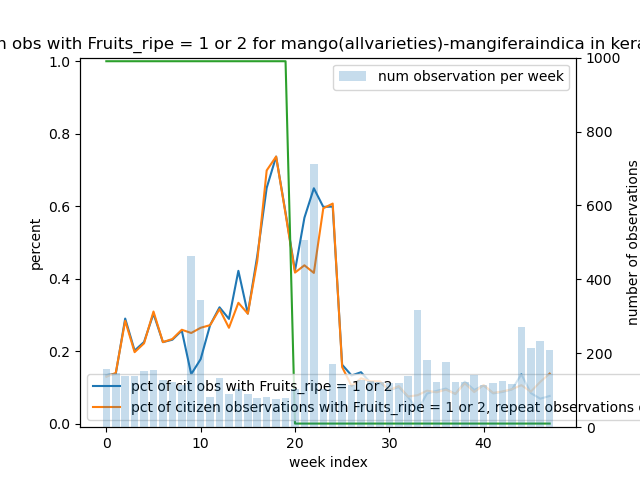 n obs with Fruits_ripe = 1 or 2 for mango(allvarieties)-mangiferaindica in kera
num observation per week
1.0
0.8
0.6
0.4
0.2
0.0
percent
1000
800
600
400
200
0
number of observations
pct of cit obs with Fruits_ripe = 1 or 2
pct of citizen observations with Fruits_ripe = 1 or 2, repeat observations
0
10
20
30
40
week index